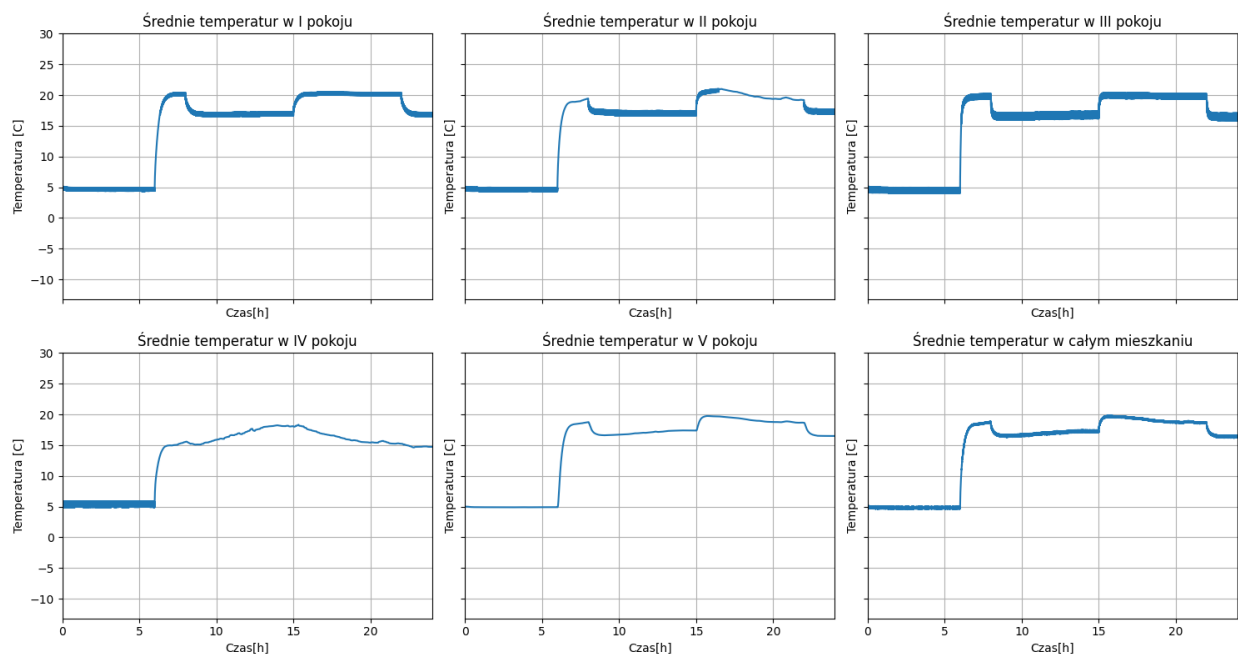 Średnie temperatur w I pokoju
Średnie temperatur w II pokoju
Średnie temperatur w III pokoju
30
25
20
15
10
5
0
−5
−10
Temperatura [C]
Temperatura [C]
Temperatura [C]
Czas[h]
Czas[h]
Czas[h]
Średnie temperatur w IV pokoju
Średnie temperatur w V pokoju
Średnie temperatur w całym mieszkaniu
30
25
20
15
10
5
0
−5
−10
Temperatura [C]
Temperatura [C]
Temperatura [C]
0 5 10 15 20
0 5 10 15 20
0 5 10 15 20
Czas[h]
Czas[h]
Czas[h]